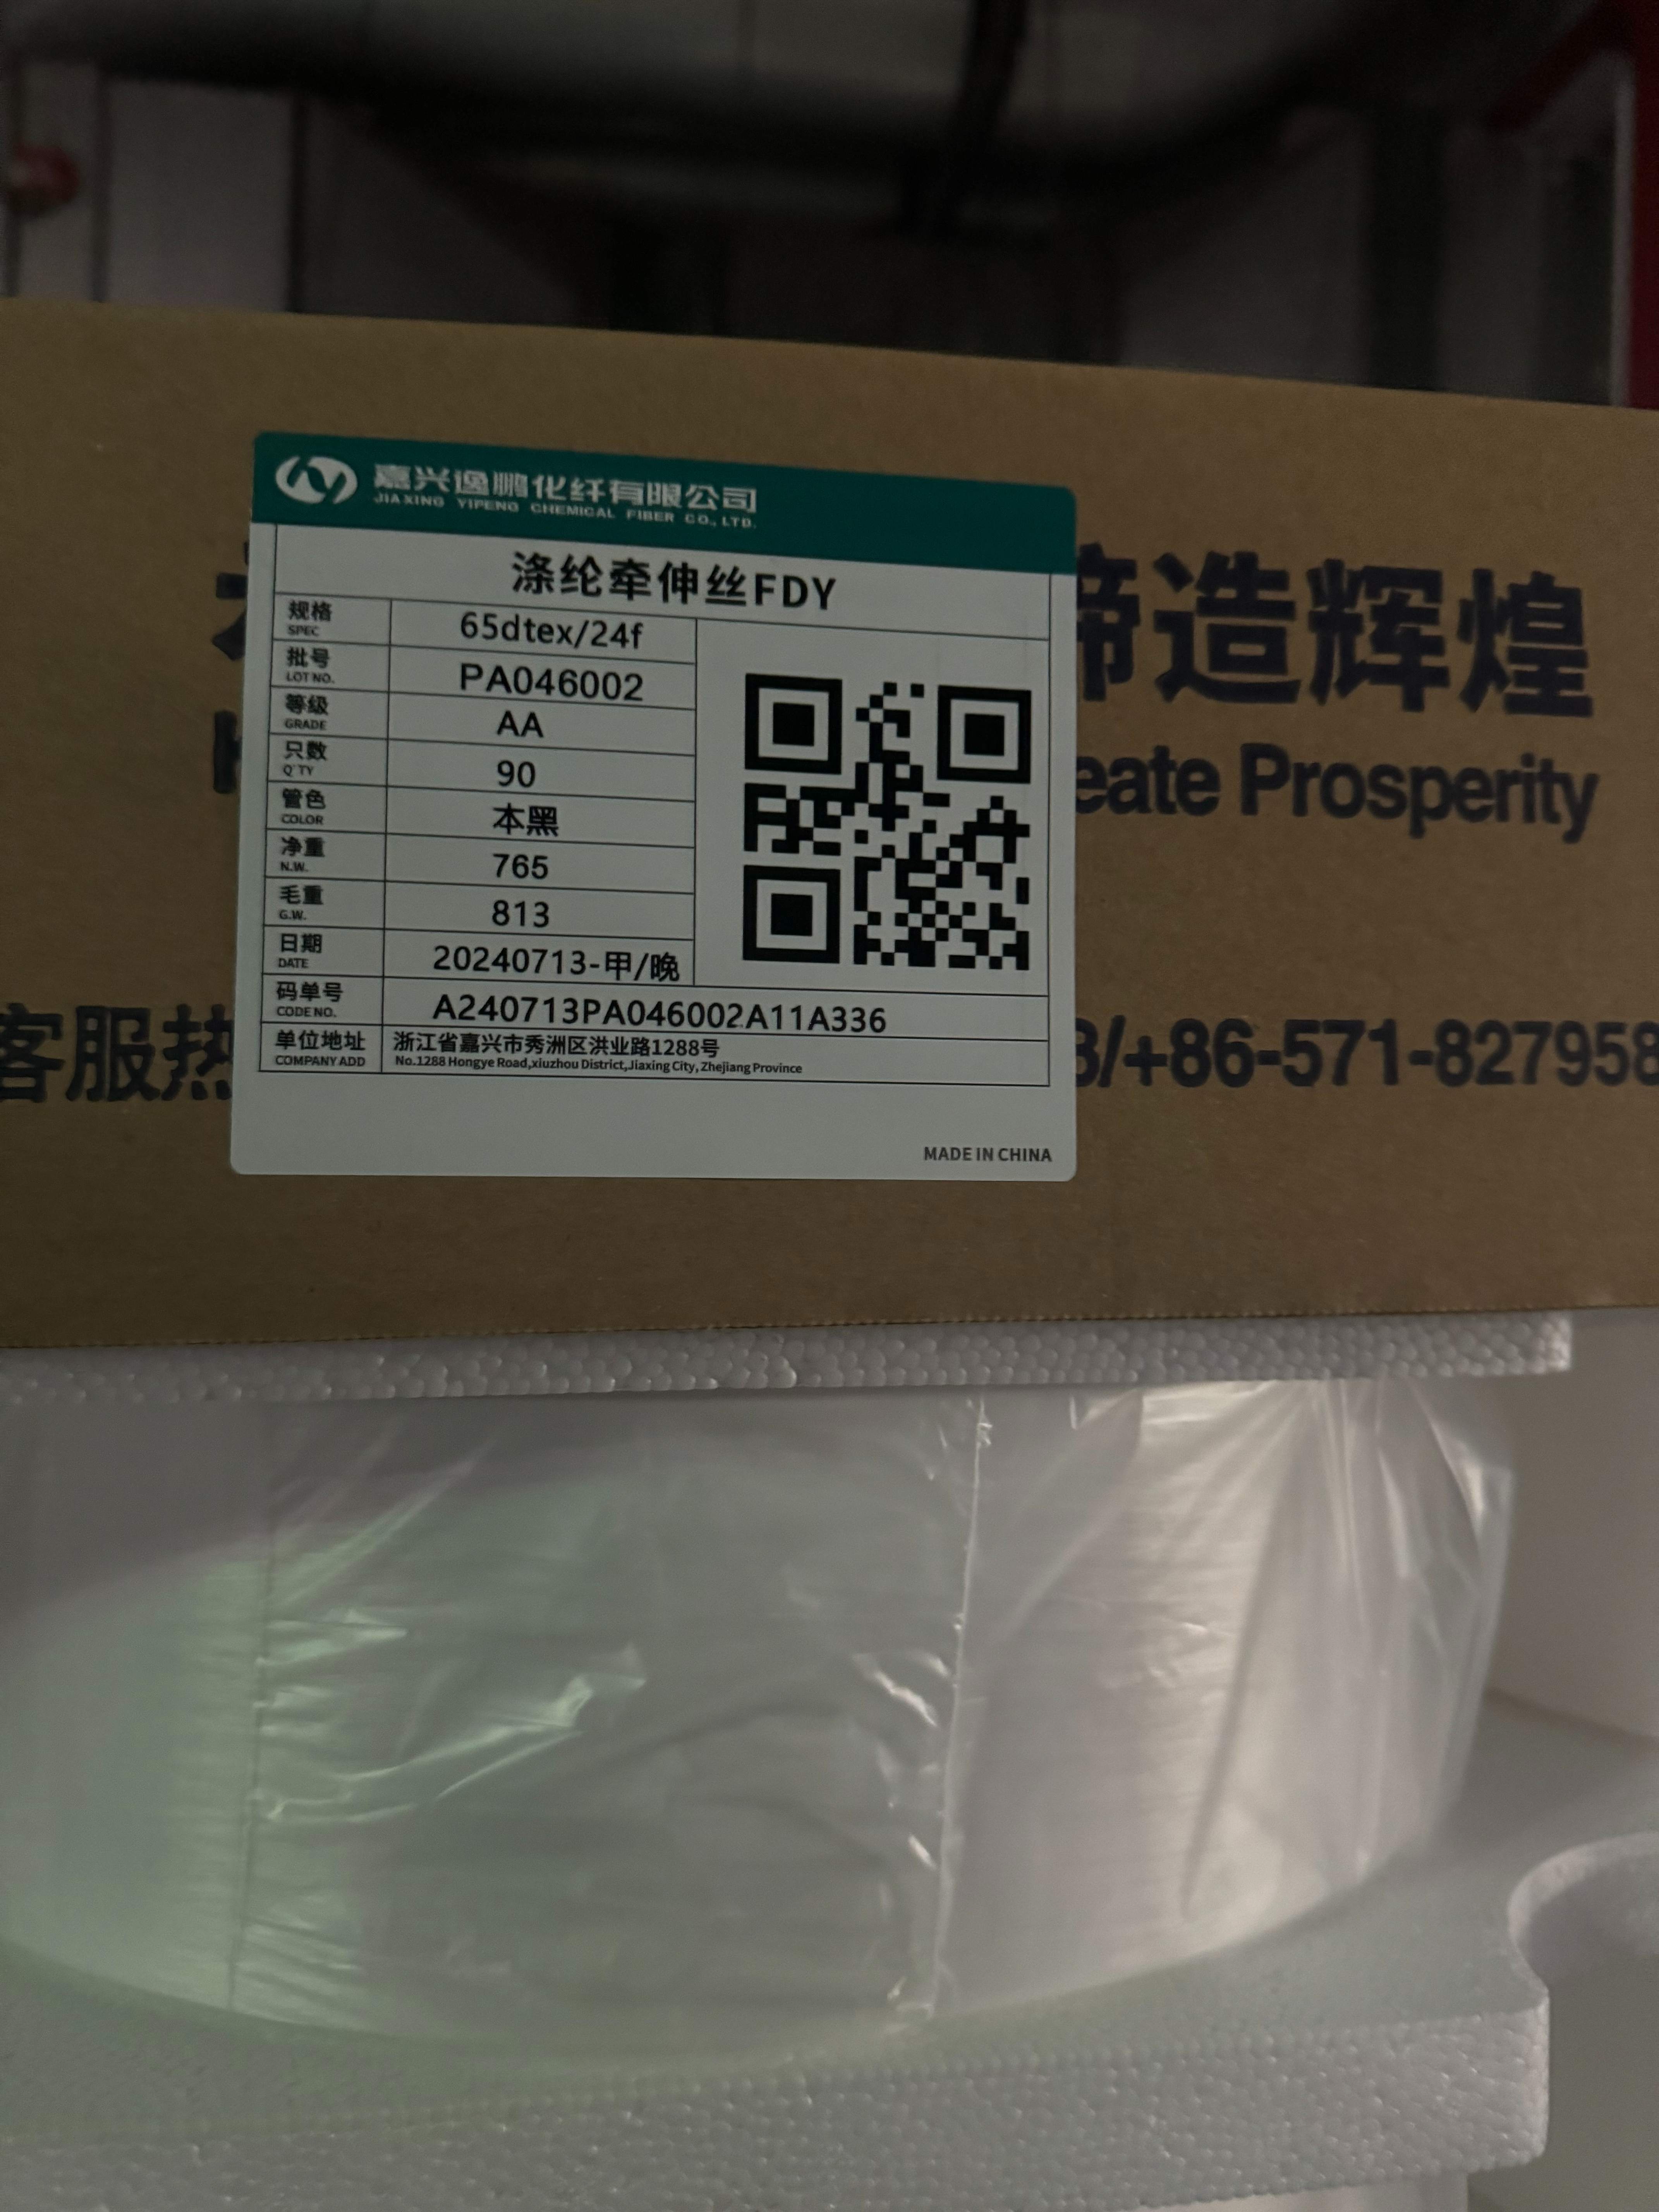 嘉兴逸鹏化纤有限公司
JIAXING YIPENG CHEMICAL FIBER CO., LTD.
涤纶牵伸丝FDY
规格 65dtex/24f
SPEC
批号 PA046002
LOT NO.
等级 AA
GRADE
只数 90
Q'TY
管色 本黑
COLOR
净重 765
N.W.
毛重 813
G.W.
日期 20240713-甲/晚
DATE
码单号 A240713PA046002A11A336
CODE NO.
单位地址 浙江省嘉兴市秀洲区洪业路1288号
COMPANY ADD No.1288 Hongye Road,xiuzhou District,Jiaxing City, Zhejiang Province
MADE IN CHINA
造辉煌
eate Prosperity
客服热
3/+86-571-827958